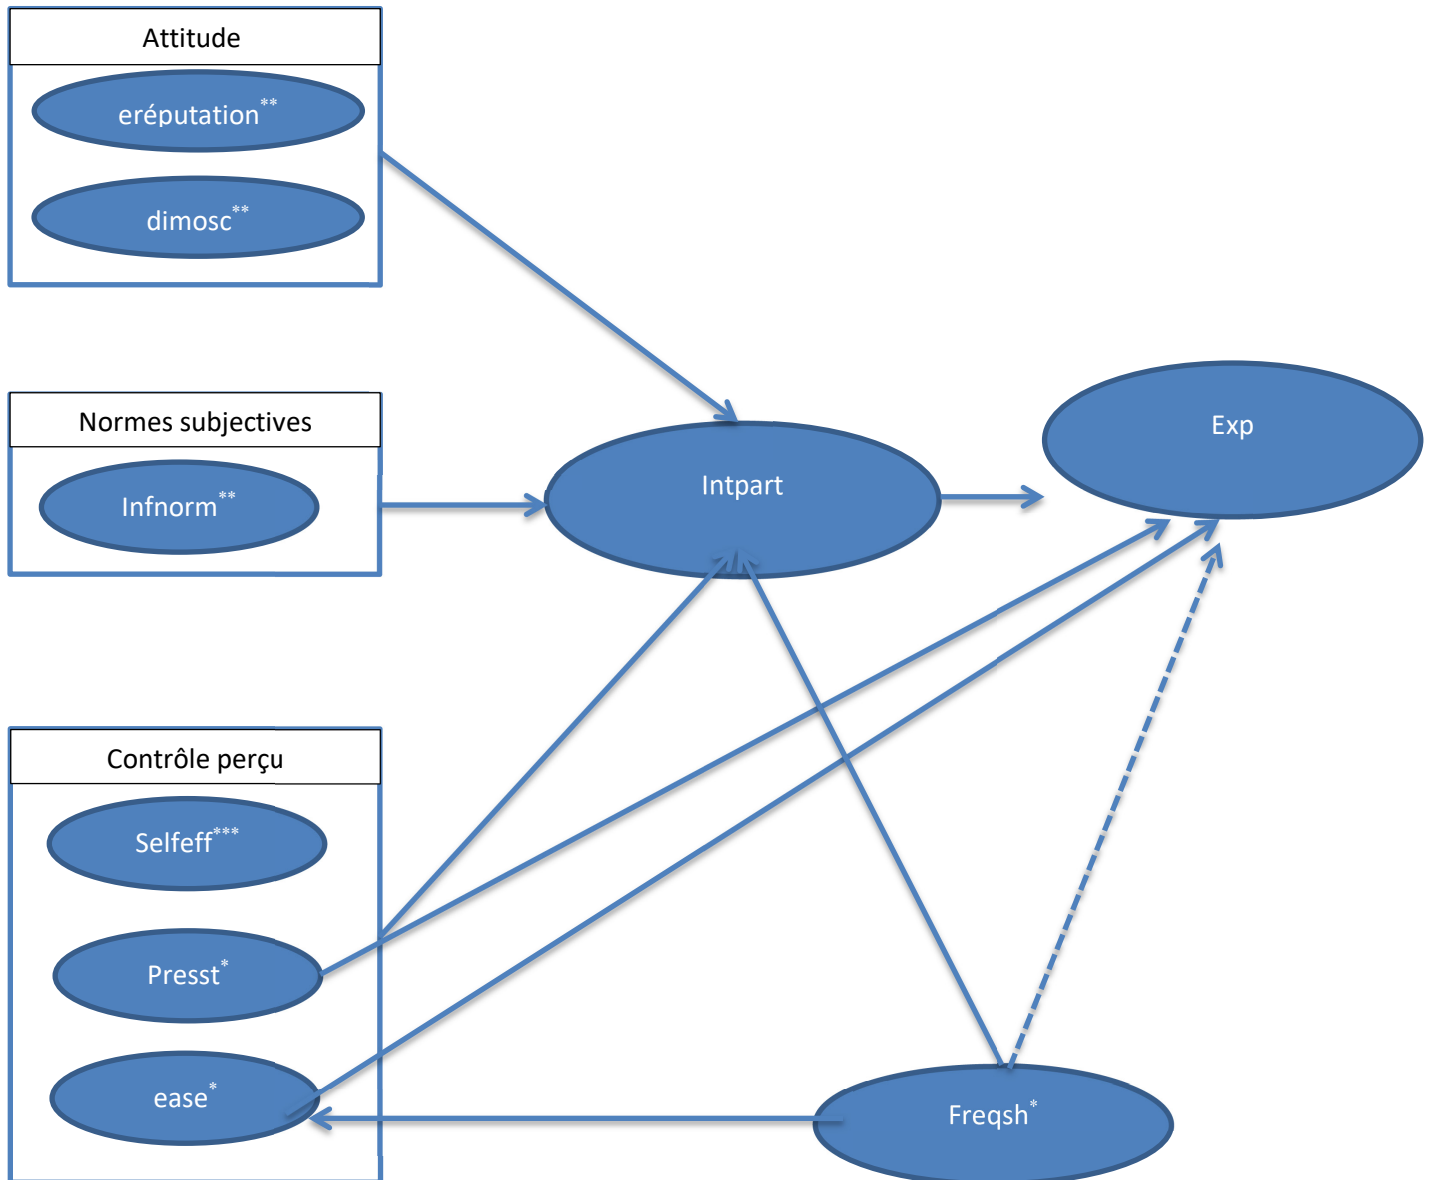 Attitude
eréputation**
dimosc**
Normes subjectives
Infnorm**
Intpart
Exp
Contrôle perçu
Selfeff***
Presst*
ease*
Freqsh*